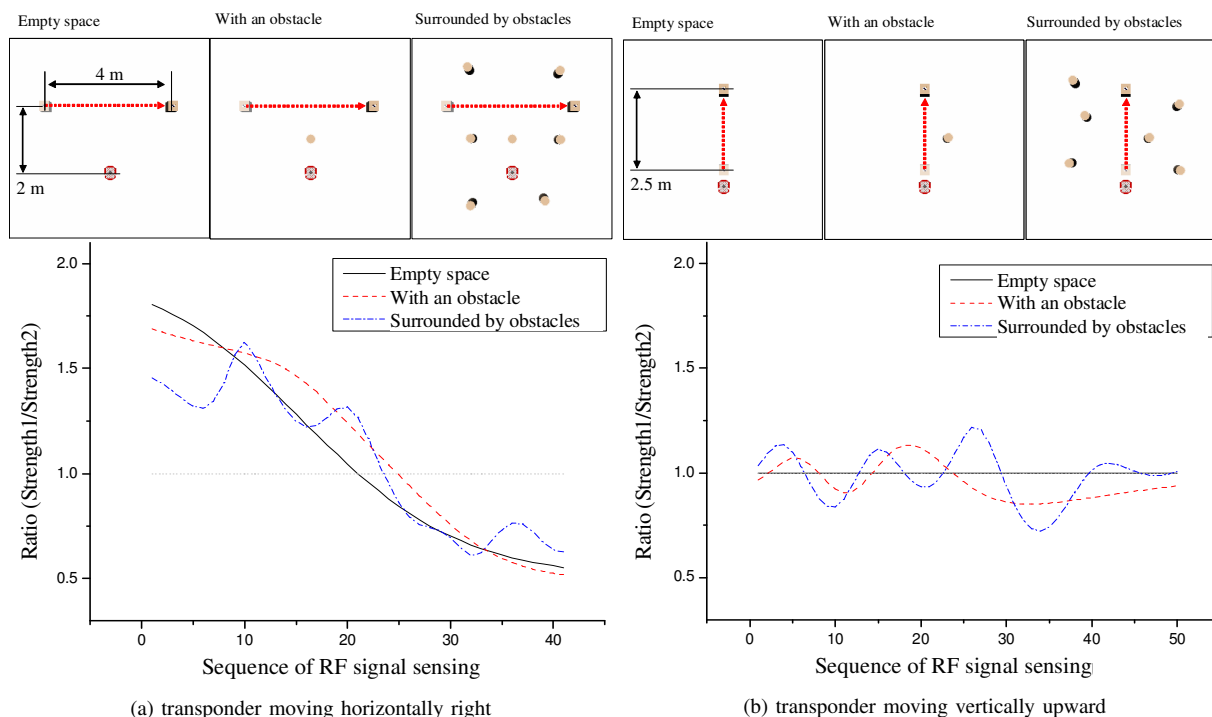 Empty space
With an obstacle
Surrounded by obstacles
4 m
2 m
Empty space
With an obstacle
Surrounded by obstacles
2.5 m
Ratio (Strength1/Strength2)
2.0
1.5
1.0
0.5
Empty space
With an obstacle
Surrounded by obstacles
0 10 20 30 40
Sequence of RF signal sensing
(a) transponder moving horizontally right
Ratio (Strength1/Strength2)
2.0
1.5
1.0
0.5
Empty space
With an obstacle
Surrounded by obstacles
0 10 20 30 40 50
Sequence of RF signal sensing
(b) transponder moving vertically upward